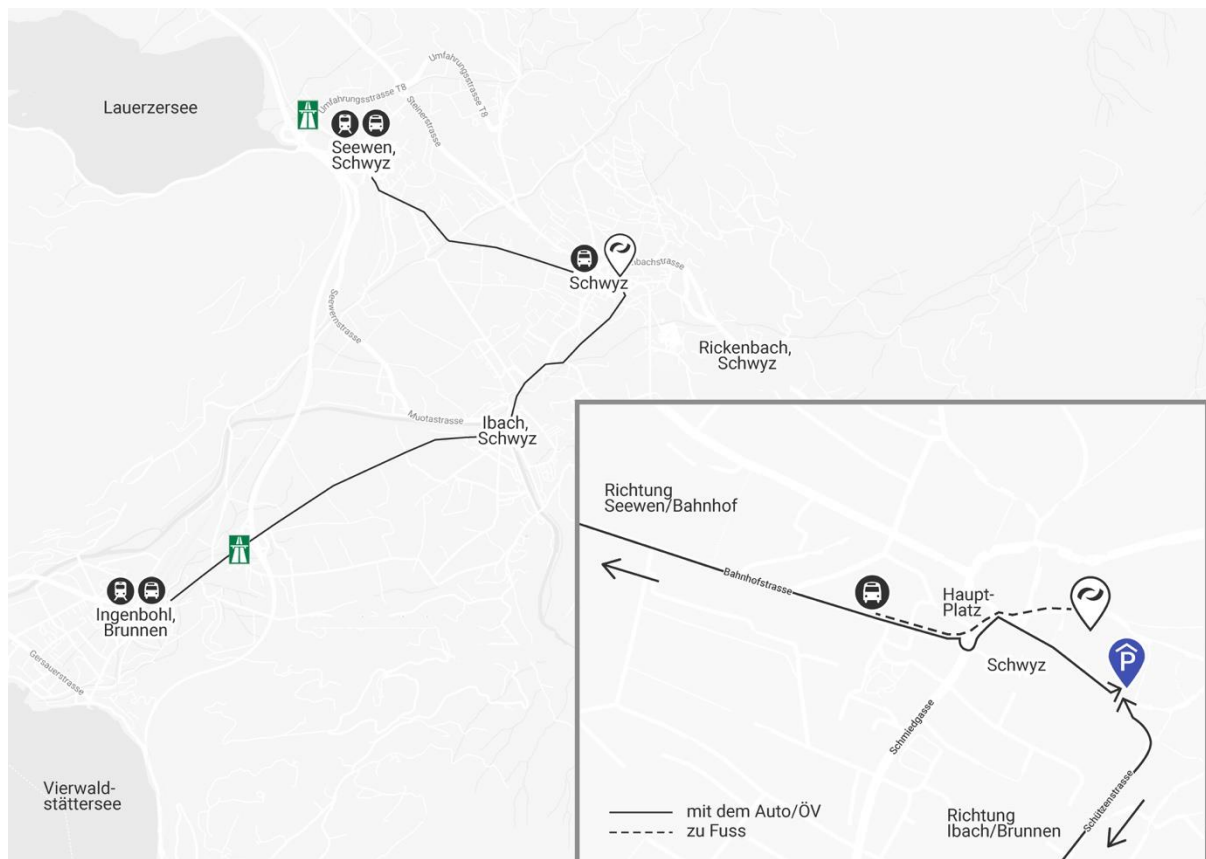 Lauerzersee
Umfahrungsstrasse T8
Steinerstrasse
Umfahrungsstrasse T8
Seewen,
Schwyz
Schwyz
nbachstrasse
Seewernstrasse
Rickenbach,
Schwyz
Muotastrasse
Ibach,
Schwyz
Ingenbohl,
Brunnen
Gersauerstrasse
Vierwald-
stättersee
Richtung
Seewen/Bahnhof
Bahnhofstrasse
Haupt-
Platz
Schwyz
P
Schmiedgasse
Schützenstrasse
Richtung
Ibach/Brunnen
mit dem Auto/ÖV
zu Fuss